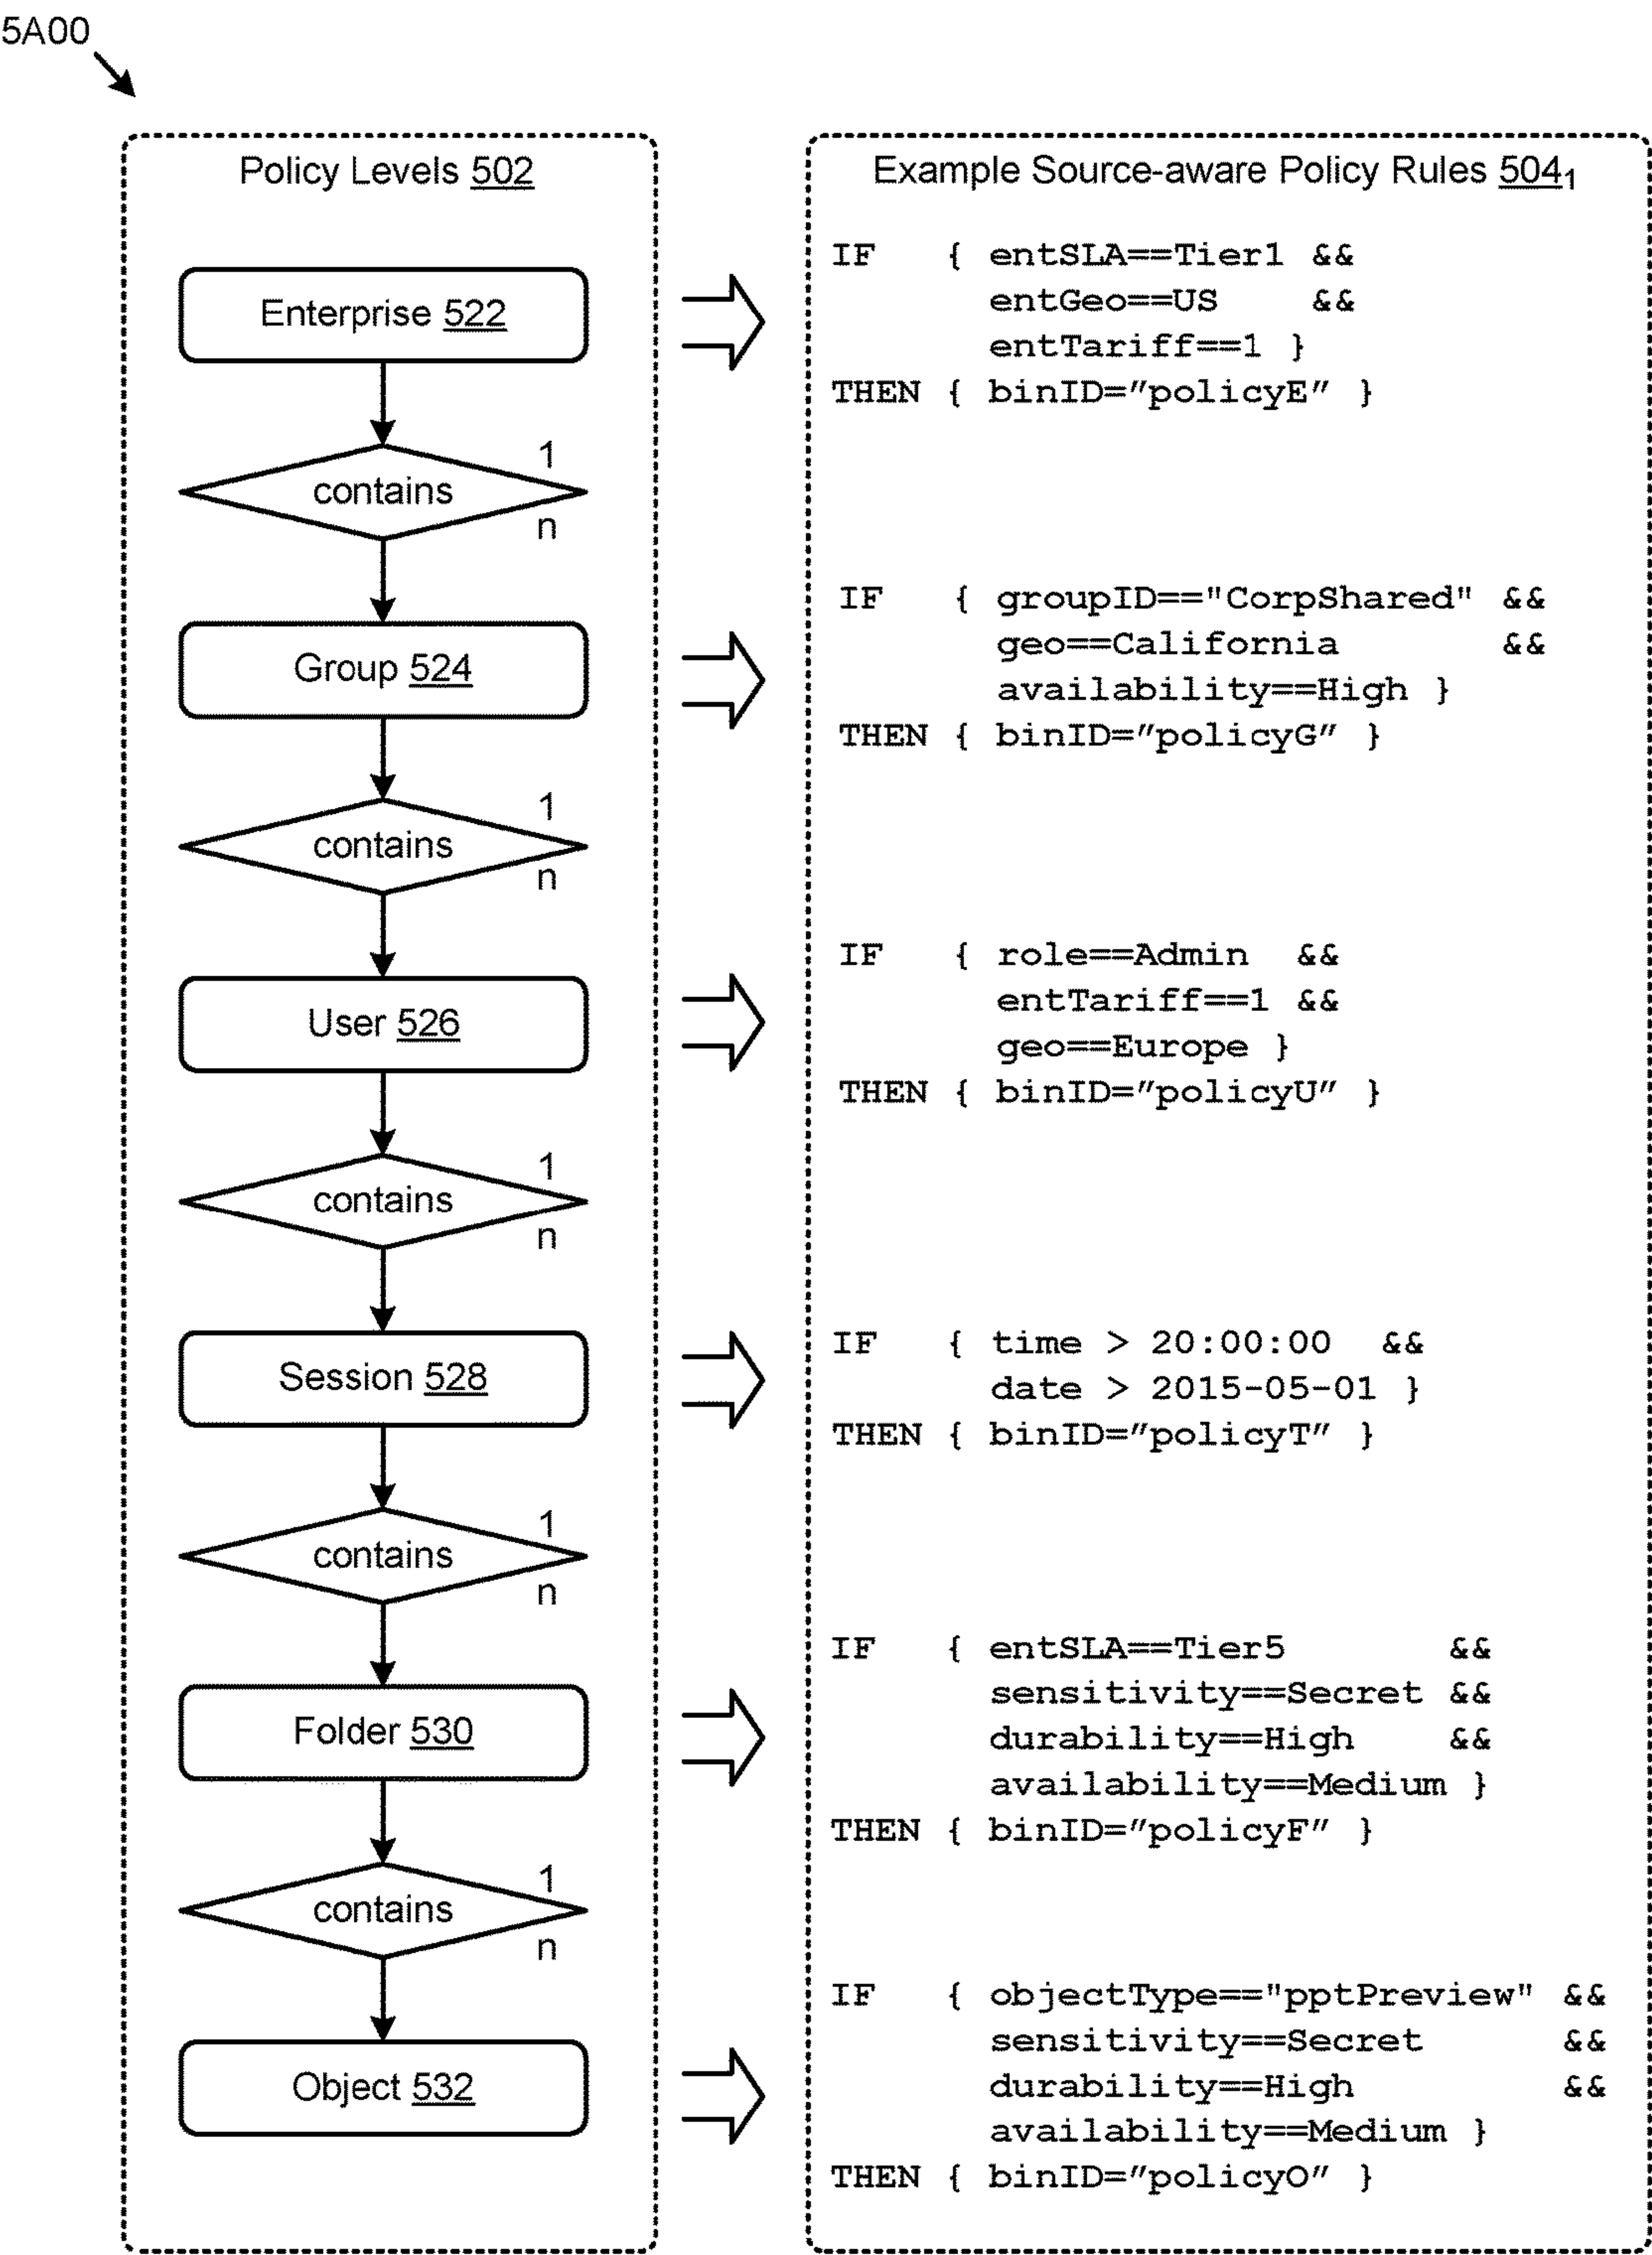 5A00
Policy Levels 502
Enterprise 522
1
contains
n
Group 524
1
contains
n
User 526
1
contains
n
Session 528
1
contains
n
Folder 530
1
contains
n
Object 532
Example Source-aware Policy Rules 504₁
IF { entSLA==Tier1 &&
entGeo==US &&
entTariff==1 }
THEN { binID=″policyE″ }
IF { groupID=="CorpShared" &&
geo==California &&
availability==High }
THEN { binID=″policyG″ }
IF { role==Admin &&
entTariff==1 &&
geo==Europe }
THEN { binID=″policyU″ }
IF { time > 20:00:00 &&
date > 2015-05-01 }
THEN { binID=″policyT″ }
IF { entSLA==Tier5 &&
sensitivity==Secret &&
durability==High &&
availability==Medium }
THEN { binID=″policyF″ }
IF { objectType=="pptPreview" &&
sensitivity==Secret &&
durability==High &&
availability==Medium }
THEN { binID=″policyO″ }